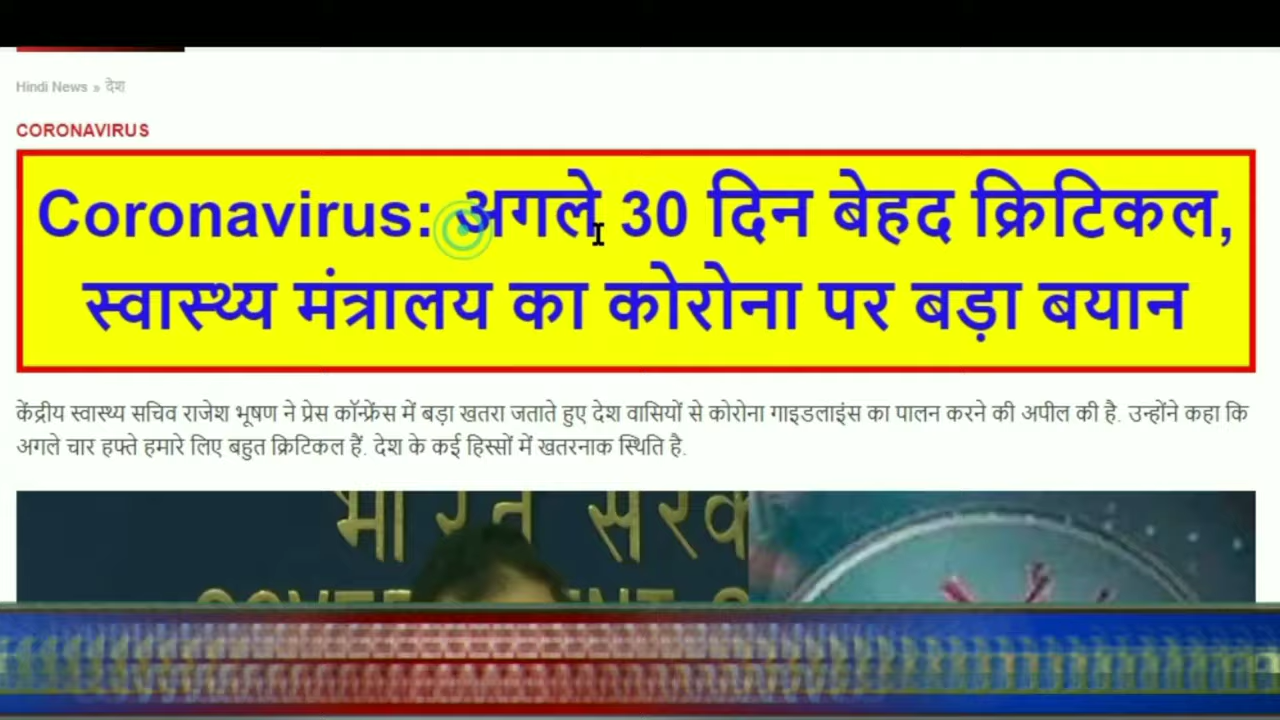 Hindi News » देश
CORONAVIRUS
Coronavirus: अगले 30 दिन बेहद क्रिटिकल,
स्वास्थ्य मंत्रालय का कोरोना पर बड़ा बयान
केंद्रीय स्वास्थ्य सचिव राजेश भूषण ने प्रेस कॉन्फ्रेंस में बड़ा खतरा जताते हुए देश वासियों से कोरोना गाइडलाइंस का पालन करने की अपील की है. उन्होंने कहा कि
अगले चार हफ्ते हमारे लिए बहुत क्रिटिकल हैं. देश के कई हिस्सों में खतरनाक स्थिति है.
भारत